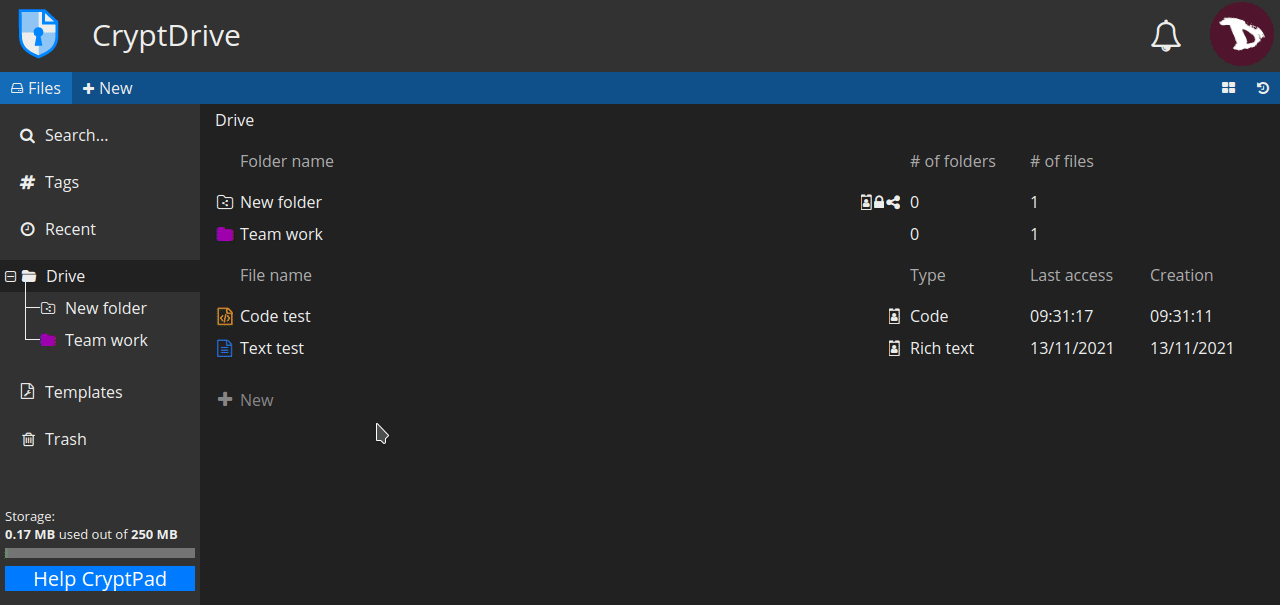 CryptDrive
Files
New
Search...
Tags
Recent
Drive
New folder
Team work
Templates
Trash
Storage:
0.17 MB used out of 250 MB
Help CryptPad
Drive
Folder name # of folders # of files
New folder 0 1
Team work 0 1
File name Type Last access Creation
Code test Code 09:31:17 09:31:11
Text test Rich text 13/11/2021 13/11/2021
New